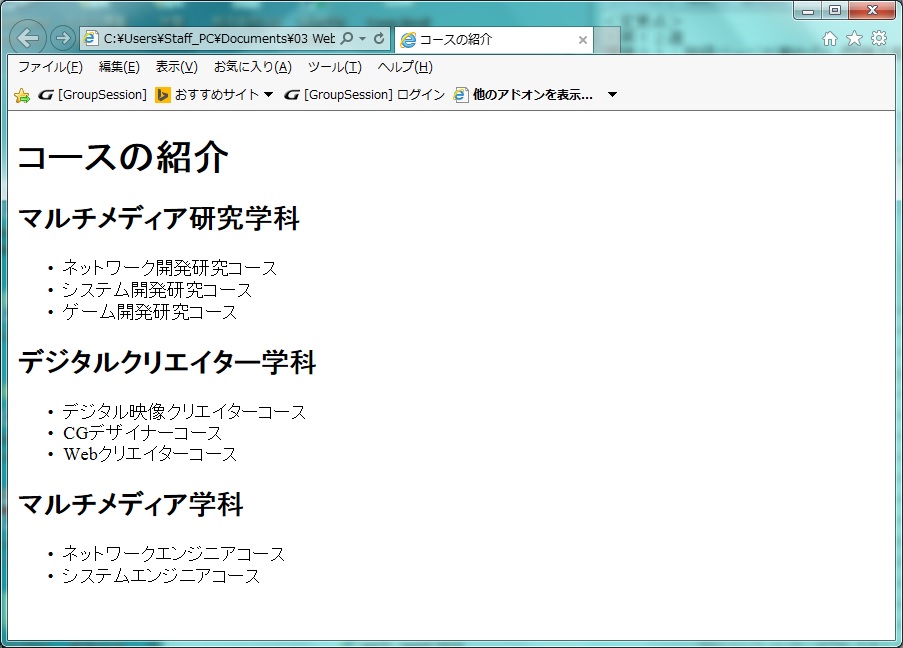 C:¥Users¥Staff_PC¥Documents¥03 Web
コースの紹介
ファイル(F) 編集(E) 表示(V) お気に入り(A) ツール(T) ヘルプ(H)
[GroupSession] おすすめサイト [GroupSession] ログイン 他のアドオンを表示...
コースの紹介
マルチメディア研究学科
• ネットワーク開発研究コース
• システム開発研究コース
• ゲーム開発研究コース
デジタルクリエイター学科
• デジタル映像クリエイターコース
• CGデザイナーコース
• Webクリエイターコース
マルチメディア学科
• ネットワークエンジニアコース
• システムエンジニアコース